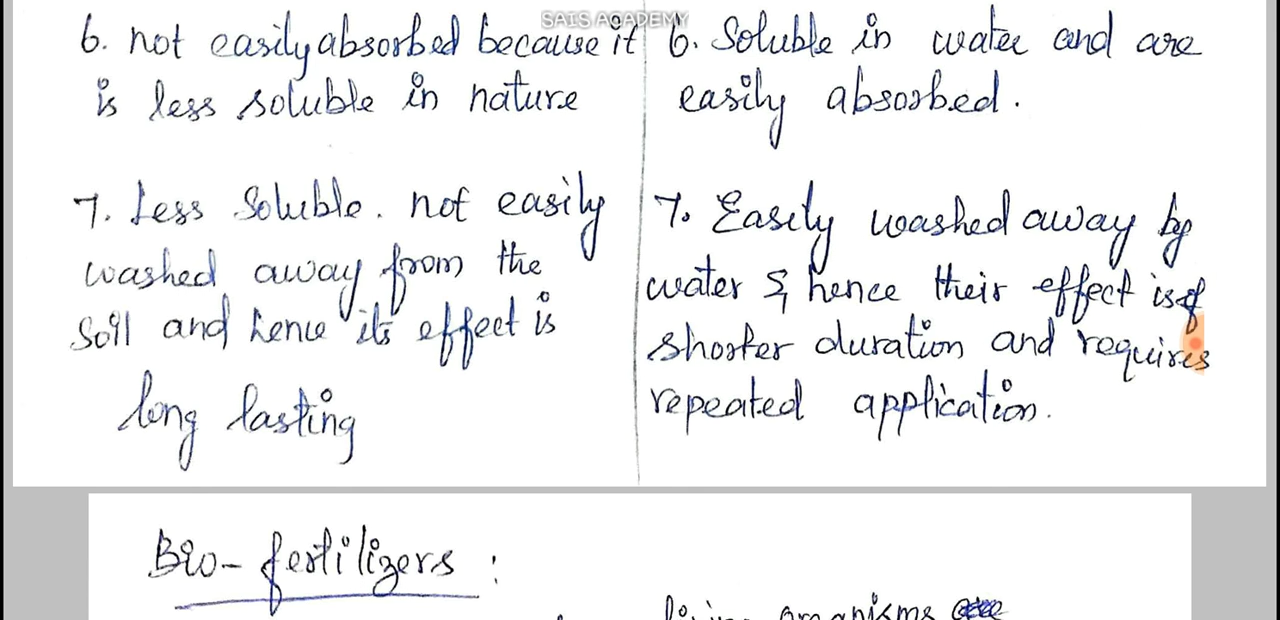 SAIS ACADEMY
6. not easily absorbed because it
is less soluble in nature
7. Less Soluble. not easily
washed away from the
soil and hence its effect is
long lasting
6. Soluble in water and are
easily absorbed.
7. Easily washed away by
water & hence their effect is of
shorter duration and requires
repeated application.
Bio-fertilizers :
living organisms